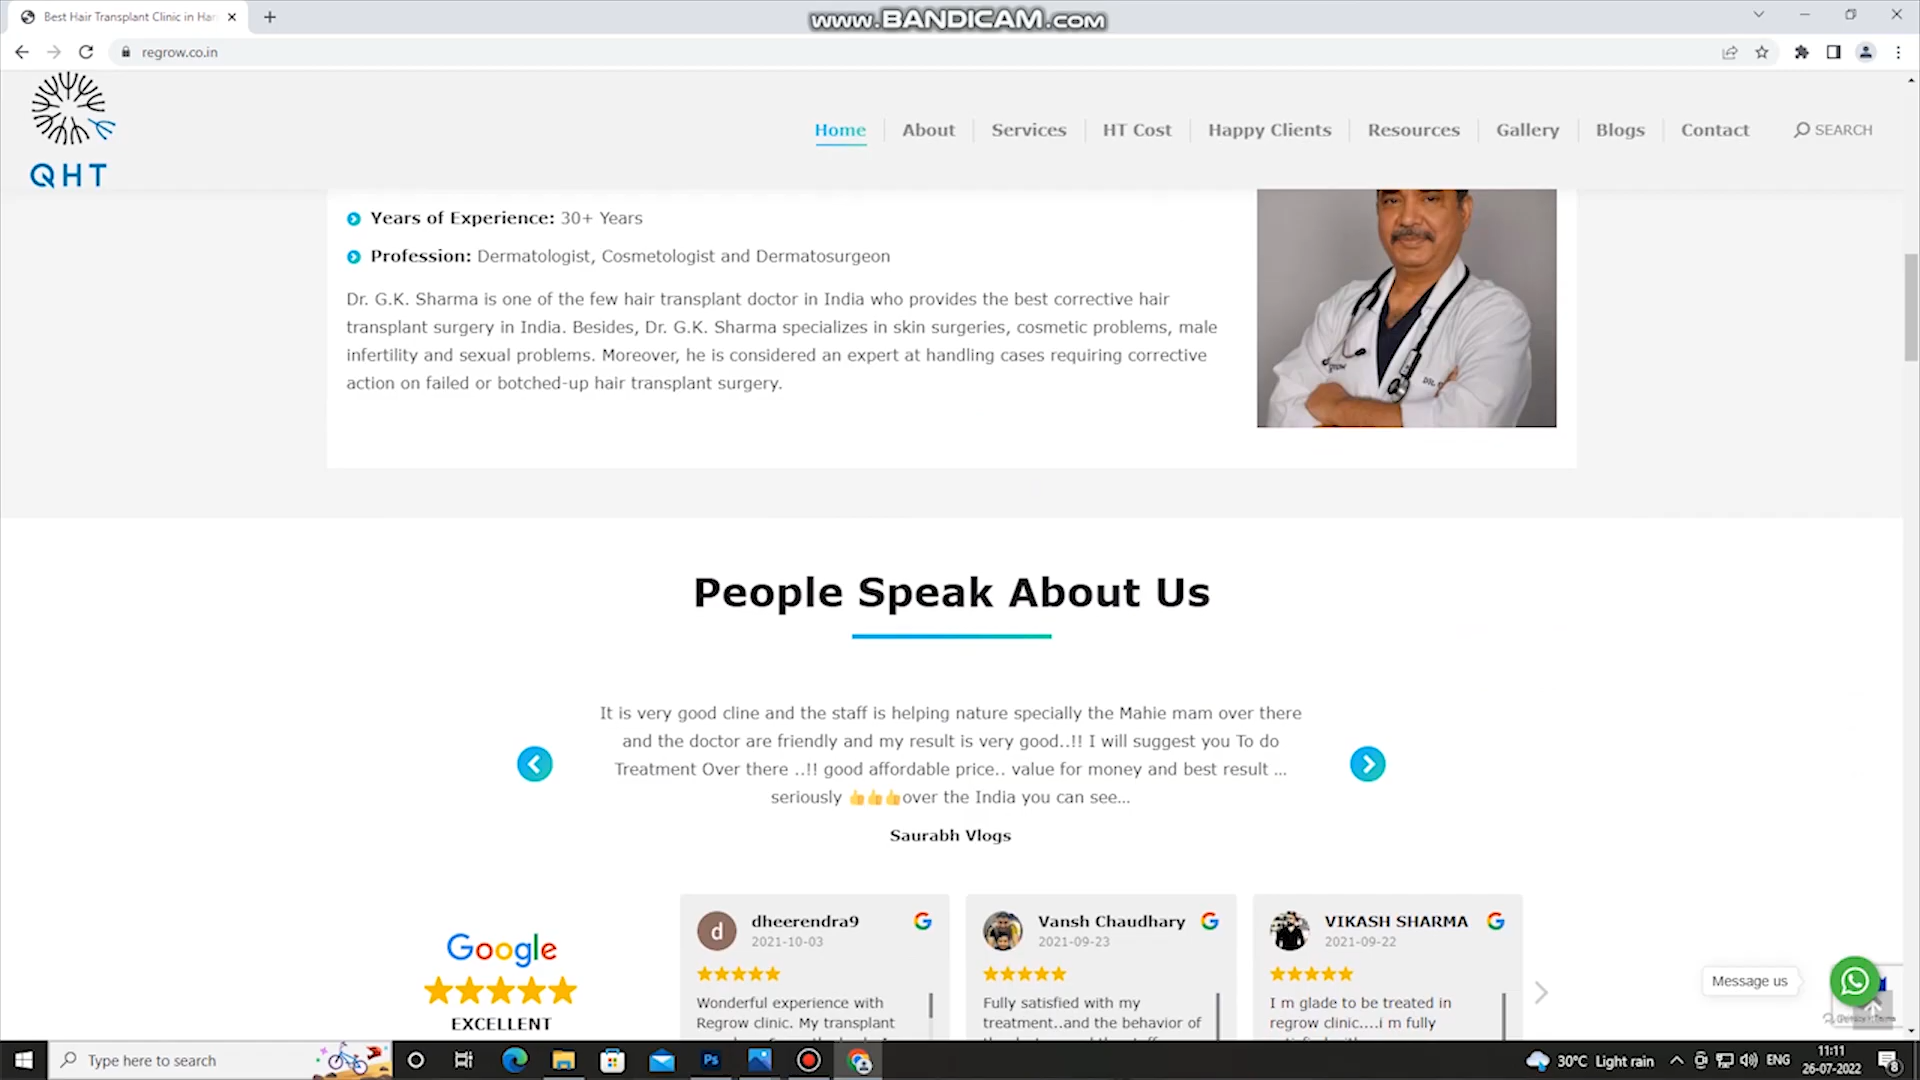 Best Hair Transplant Clinic in Har
www.BANDICAM.com
regrow.co.in
QHT
Home
About
Services
HT Cost
Happy Clients
Resources
Gallery
Blogs
Contact
SEARCH
Years of Experience: 30+ Years
Profession: Dermatologist, Cosmetologist and Dermatosurgeon
Dr. G.K. Sharma is one of the few hair transplant doctor in India who provides the best corrective hair
transplant surgery in India. Besides, Dr. G.K. Sharma specializes in skin surgeries, cosmetic problems, male
infertility and sexual problems. Moreover, he is considered an expert at handling cases requiring corrective
action on failed or botched-up hair transplant surgery.
People Speak About Us
It is very good cline and the staff is helping nature specially the Mahie mam over there
and the doctor are friendly and my result is very good..!! I will suggest you To do
Treatment Over there ..!! good affordable price.. value for money and best result ...
seriously 👍👍👍over the India you can see...
Saurabh Vlogs
Google
EXCELLENT
d
dheerendra9
2021-10-03
Wonderful experience with
Regrow clinic. My transplant
Vansh Chaudhary
2021-09-23
Fully satisfied with my
treatment..and the behavior of
VIKASH SHARMA
2021-09-22
I m glade to be treated in
regrow clinic....i m fully
Message us
Type here to search
Ps
30°C Light rain
ENG
11:11
26-07-2022
8